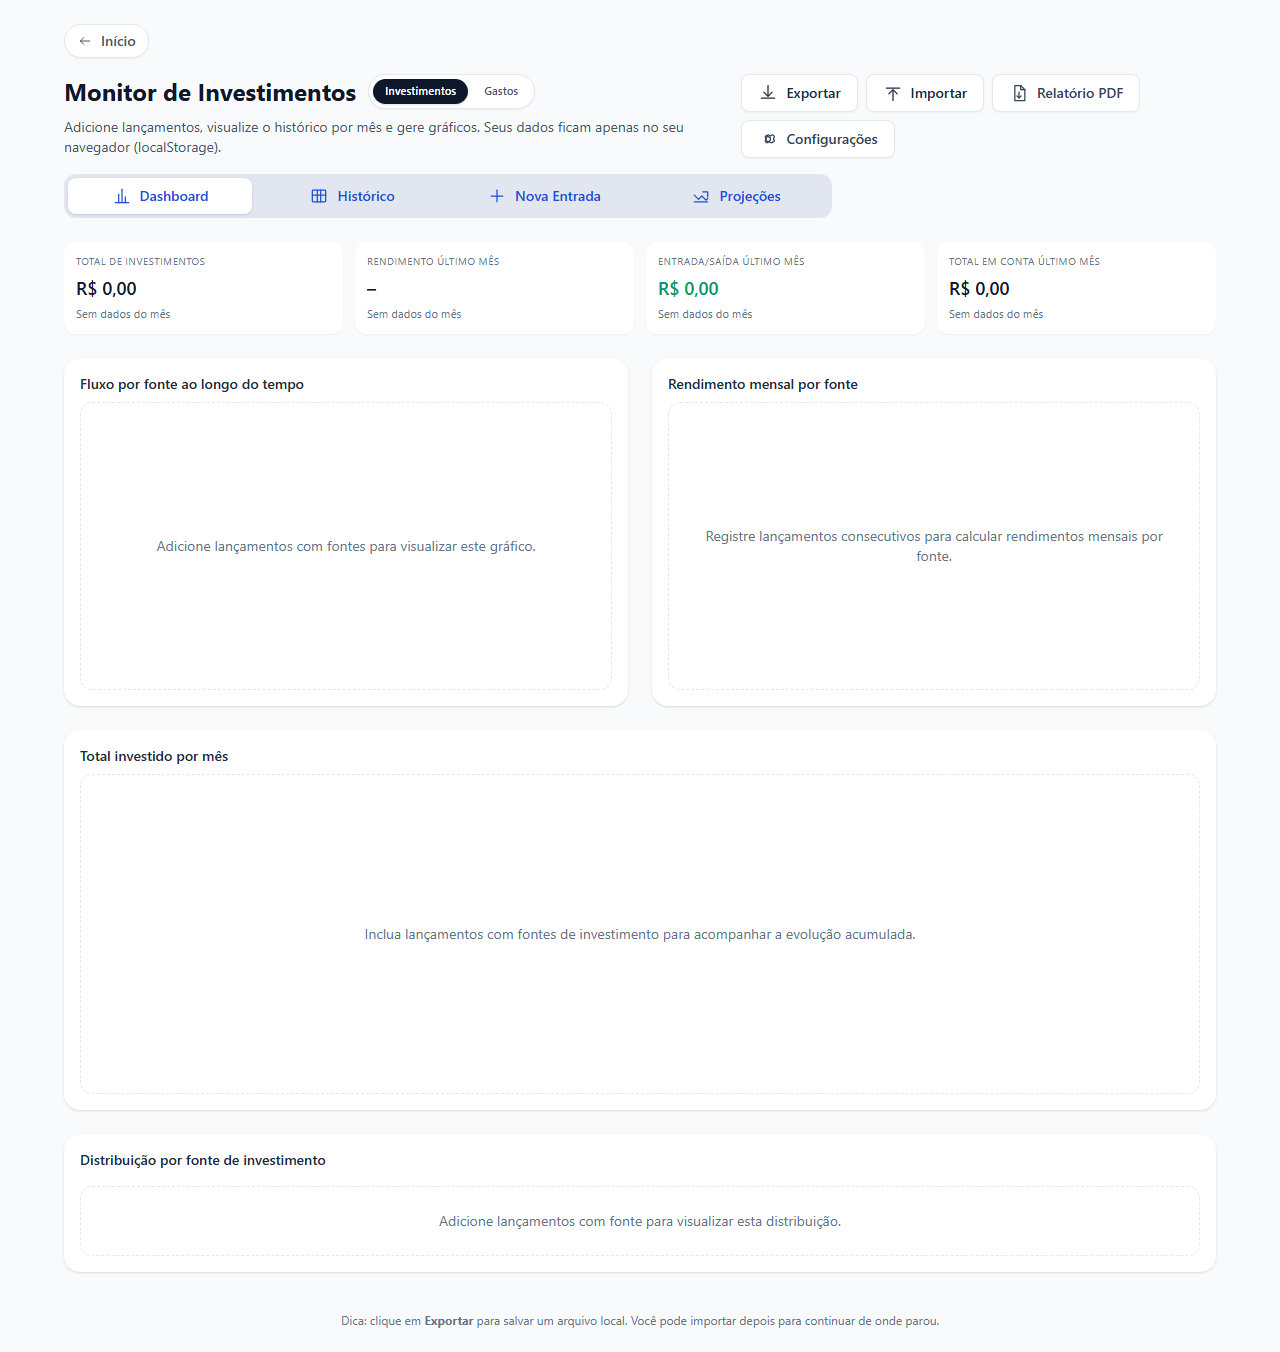 Início
Monitor de Investimentos
Investimentos
Gastos
Adicione lançamentos, visualize o histórico por mês e gere gráficos. Seus dados ficam apenas no seu
navegador (localStorage).
Exportar
Importar
Relatório PDF
Configurações
Dashboard
Histórico
Nova Entrada
Projeções
TOTAL DE INVESTIMENTOS
R$ 0,00
Sem dados do mês
RENDIMENTO ÚLTIMO MÊS
–
Sem dados do mês
ENTRADA/SAÍDA ÚLTIMO MÊS
R$ 0,00
Sem dados do mês
TOTAL EM CONTA ÚLTIMO MÊS
R$ 0,00
Sem dados do mês
Fluxo por fonte ao longo do tempo
Adicione lançamentos com fontes para visualizar este gráfico.
Rendimento mensal por fonte
Registre lançamentos consecutivos para calcular rendimentos mensais por
fonte.
Total investido por mês
Inclua lançamentos com fontes de investimento para acompanhar a evolução acumulada.
Distribuição por fonte de investimento
Adicione lançamentos com fonte para visualizar esta distribuição.
Dica: clique em Exportar para salvar um arquivo local. Você pode importar depois para continuar de onde parou.